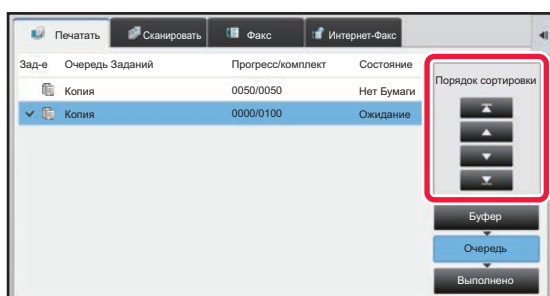 Печатать Сканировать Факс Интернет-Факс
Зад-е Очередь Заданий Прогресс/комплект Состояние
Копия 0050/0050 Нет Бумаги
Копия 0000/0100 Ожидание
Порядок сортировки
Буфер
Очередь
Выполнено